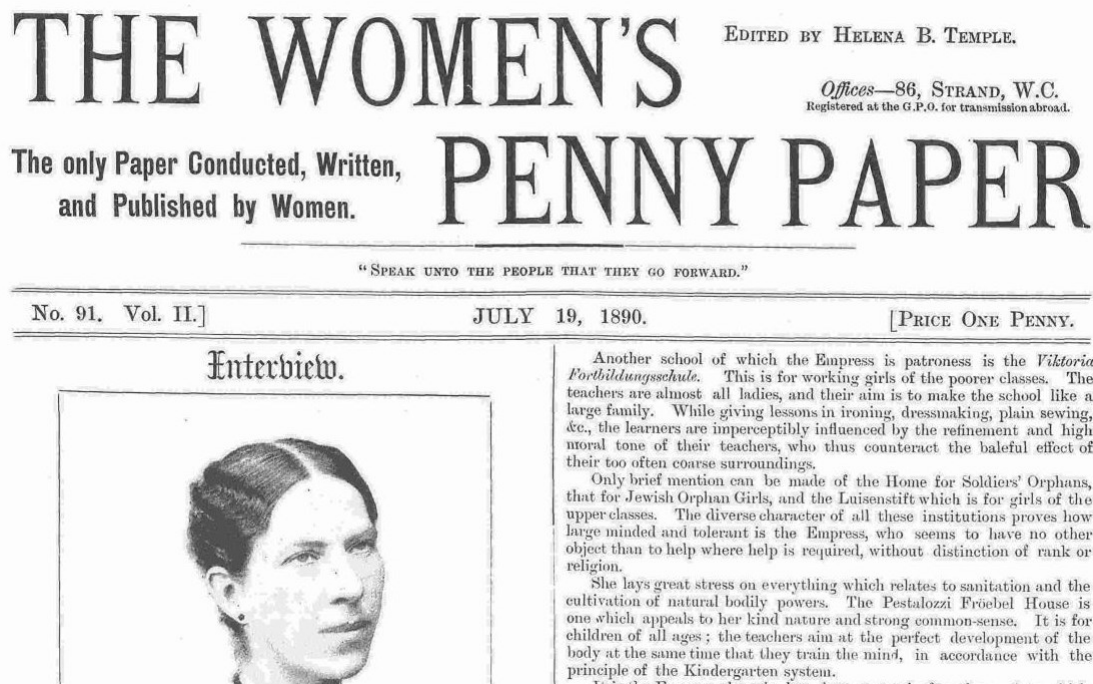 THE WOMEN'S
EDITED BY HELENA B. TEMPLE.
Offices—86, STRAND, W.C.
Registered at the G.P.O. for transmission abroad.
The only Paper Conducted, Written,
and Published by Women.
PENNY PAPER
"SPEAK UNTO THE PEOPLE THAT THEY GO FORWARD."
No. 91. Vol. II.]
JULY 19, 1890.
[PRICE ONE PENNY.
Interview.
Another school of which the Empress is patroness is the Viktoria
Fortbildungsschule. This is for working girls of the poorer classes. The
teachers are almost all ladies, and their aim is to make the school like a
large family. While giving lessons in ironing, dressmaking, plain sewing,
&c., the learners are imperceptibly influenced by the refinement and high
moral tone of their teachers, who thus counteract the baleful effect of
their too often coarse surroundings.
Only brief mention can be made of the Home for Soldiers' Orphans,
that for Jewish Orphan Girls, and the Luisenstift which is for girls of the
upper classes. The diverse character of all these institutions proves how
large minded and tolerant is the Empress, who seems to have no other
object than to help where help is required, without distinction of rank or
religion.
She lays great stress on everything which relates to sanitation and the
cultivation of natural bodily powers. The Pestalozzi Fröebel House is
one which appeals to her kind nature and strong common-sense. It is for
children of all ages; the teachers aim at the perfect development of the
body at the same time that they train the mind, in accordance with the
principle of the Kindergarten system.